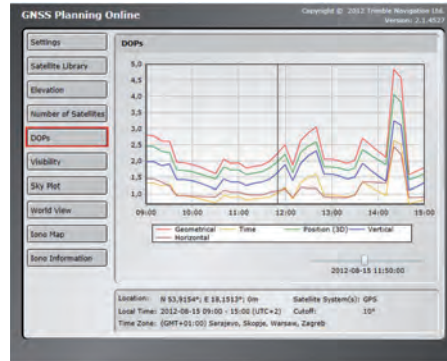 GNSS Planning Online
Copyright © 2012 Trimble Navigation Ltd.
Version: 2.1.4527
Settings
Satellite Library
Elevation
Number of Satellites
DOPs
Visibility
Sky Plot
World View
Iono Map
Iono Information
DOPs
5,0
4,5
4,0
3,5
3,0
2,5
2,0
1,5
1,0
09:00 10:00 11:00 12:00 13:00 14:00 15:00
Geometrical Time Position (3D) Vertical
Horizontal
2012-08-15 11:50:00
Location: N 53,9154°; E 18,1512°; 0m Satellite System(s): GPS
Local Time: 2012-08-15 09:00 - 15:00 (UTC+2) Cutoff: 10°
Time Zone: (GMT+01:00) Sarajevo, Skopje, Warsaw, Zagreb